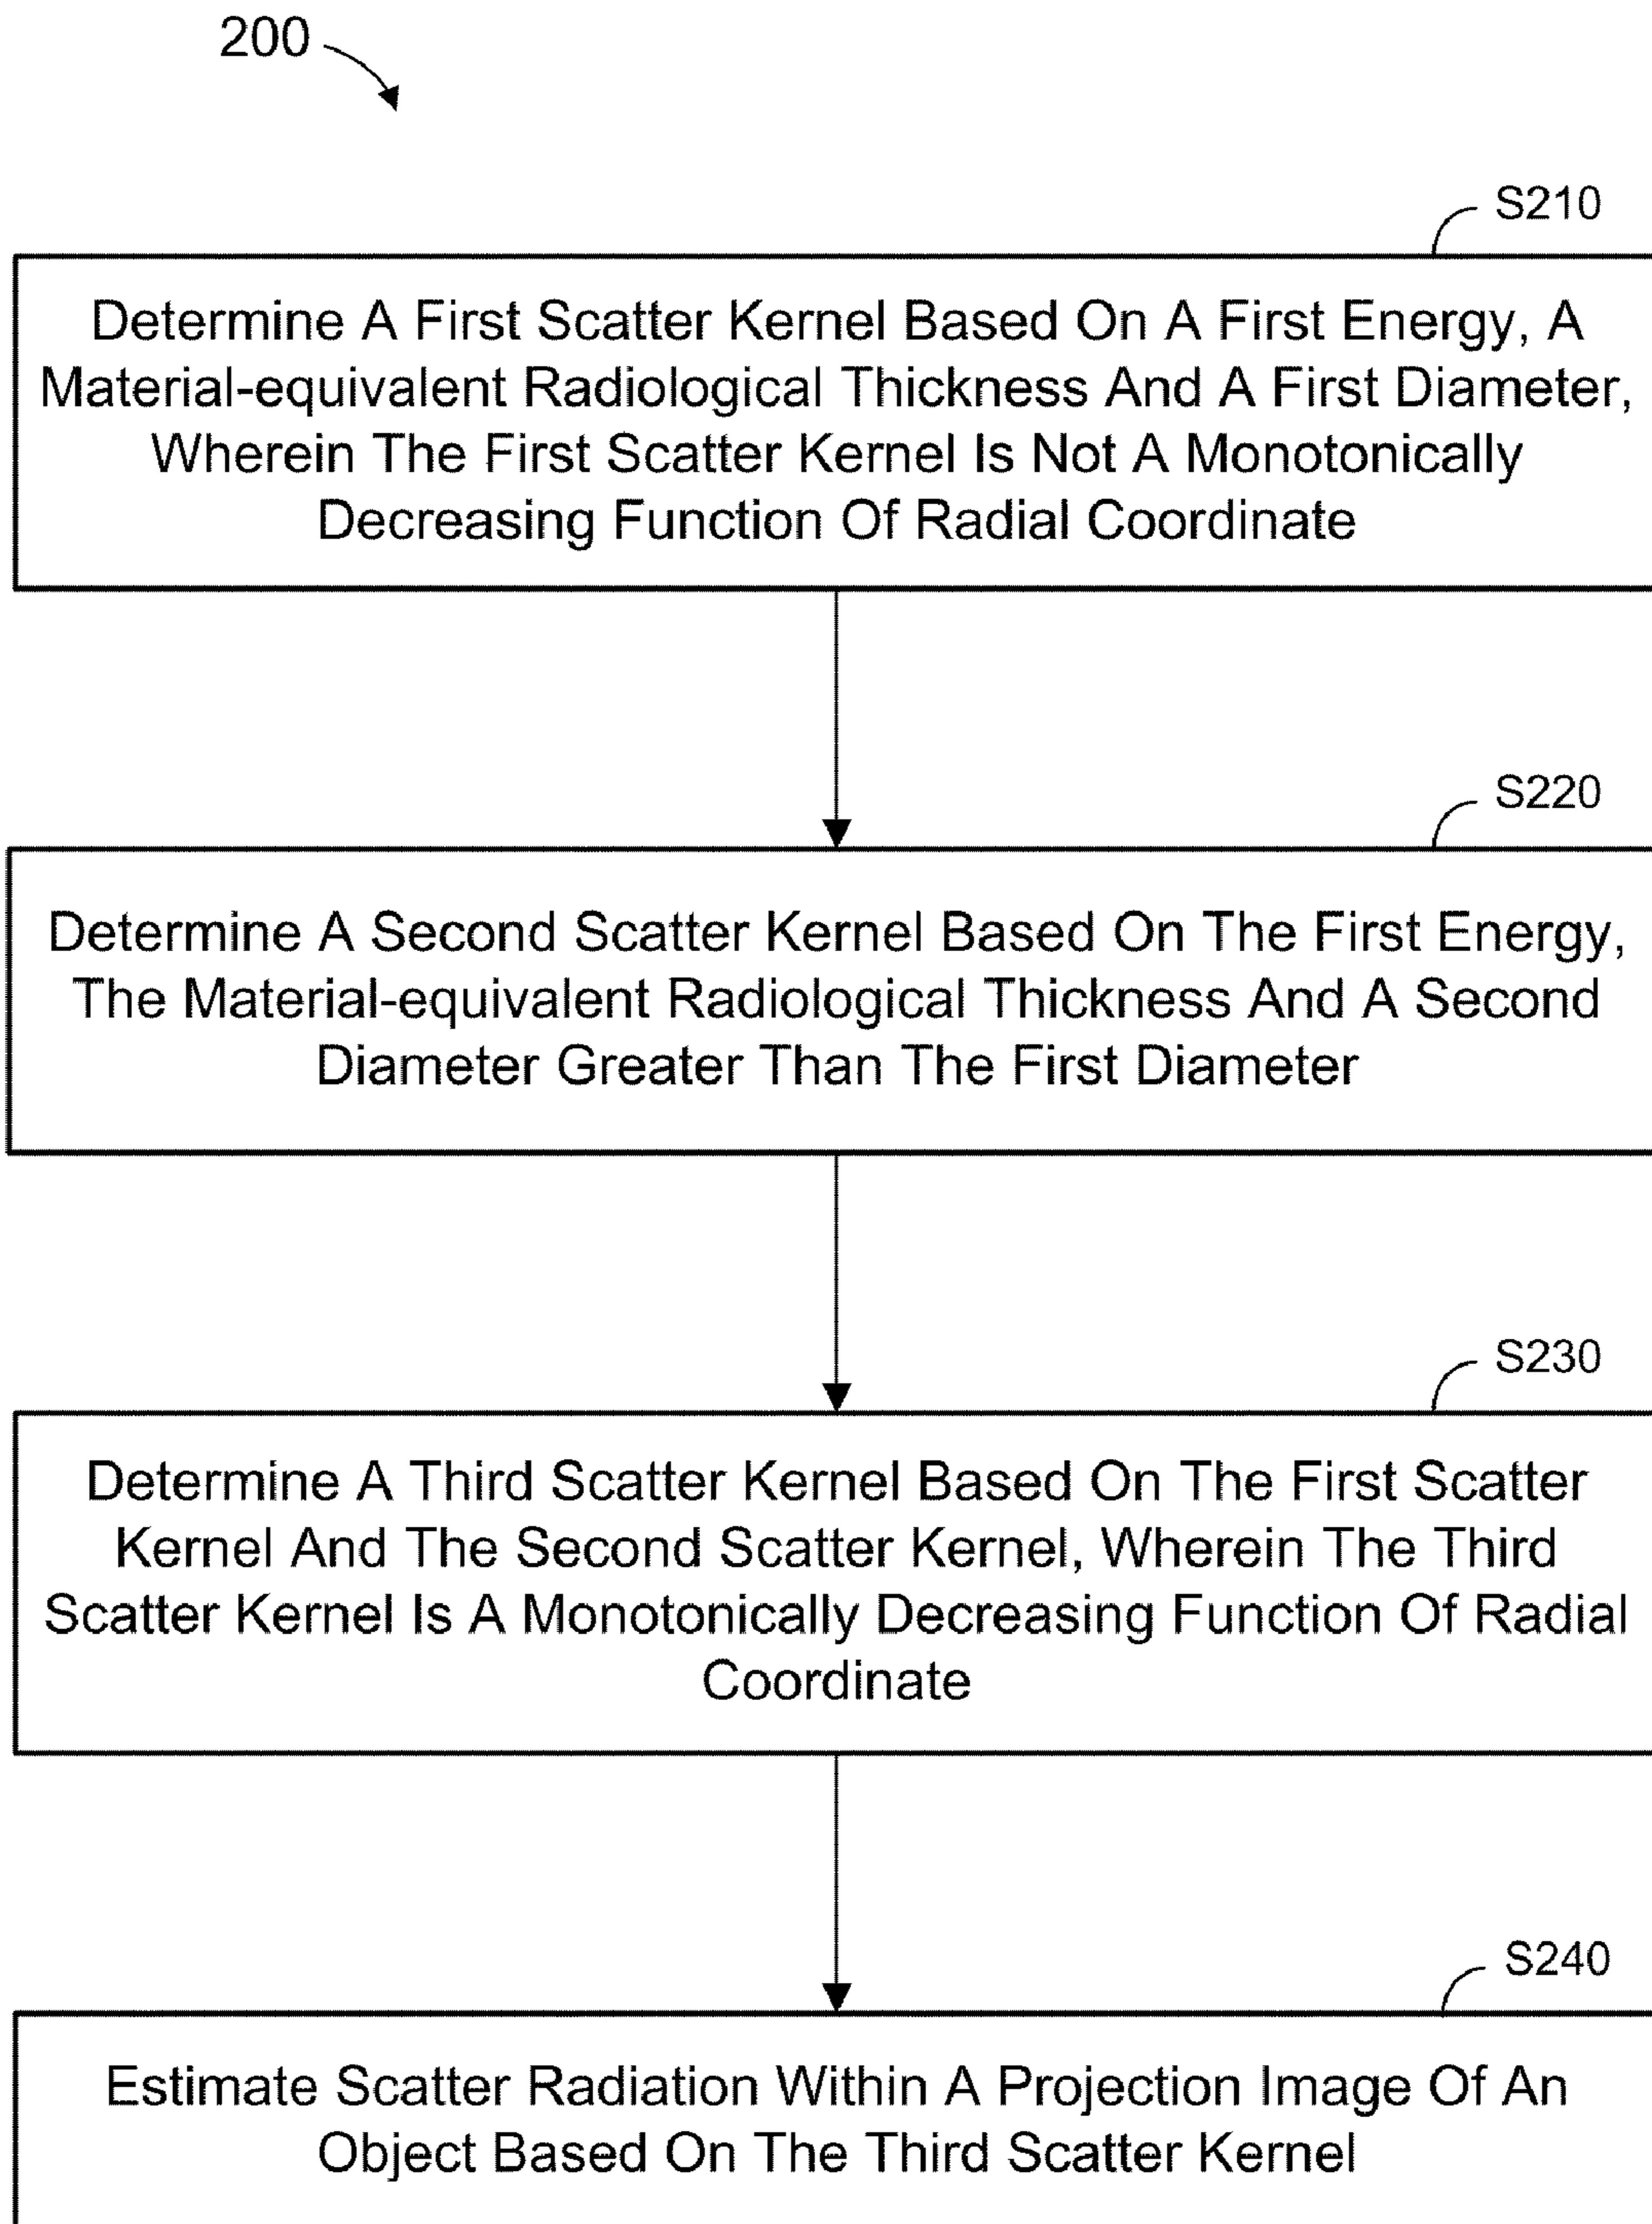 200
S210
Determine A First Scatter Kernel Based On A First Energy, A
Material-equivalent Radiological Thickness And A First Diameter,
Wherein The First Scatter Kernel Is Not A Monotonically
Decreasing Function Of Radial Coordinate
S220
Determine A Second Scatter Kernel Based On The First Energy,
The Material-equivalent Radiological Thickness And A Second
Diameter Greater Than The First Diameter
S230
Determine A Third Scatter Kernel Based On The First Scatter
Kernel And The Second Scatter Kernel, Wherein The Third
Scatter Kernel Is A Monotonically Decreasing Function Of Radial
Coordinate
S240
Estimate Scatter Radiation Within A Projection Image Of An
Object Based On The Third Scatter Kernel